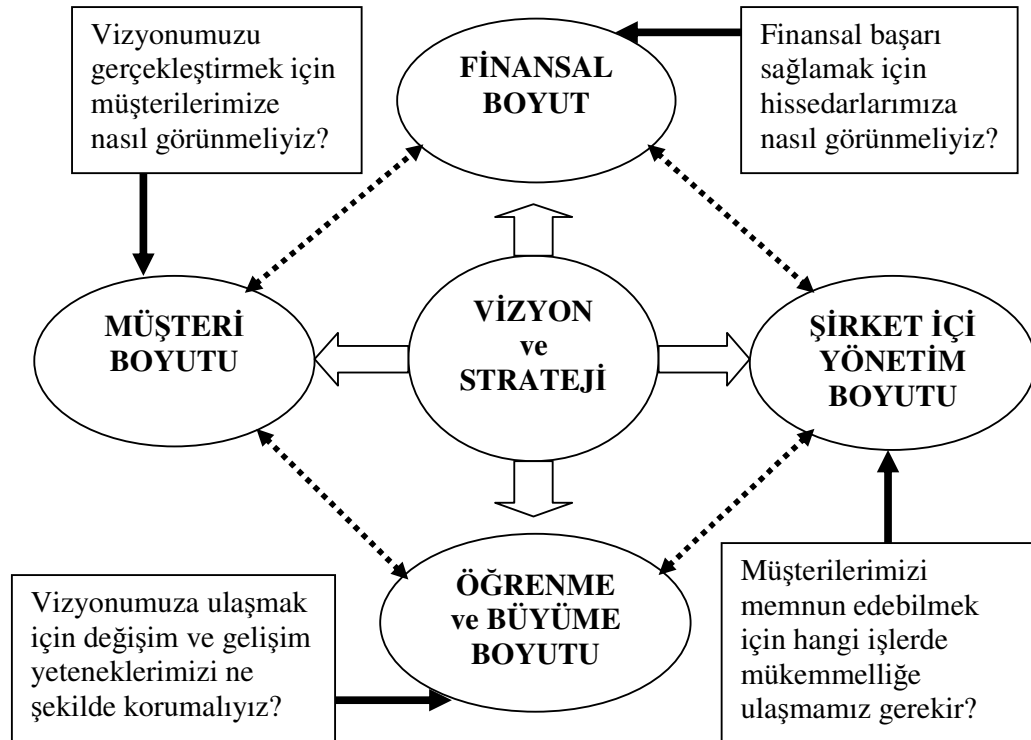 Vizyonumuzu
gerçekleştirmek için
müşterilerimize
nasıl görünmeliyiz?
FİNANSAL
BOYUT
Finansal başarı
sağlamak için
hissedarlarımıza
nasıl görünmeliyiz?
MÜŞTERİ
BOYUTU
VİZYON
ve
STRATEJİ
ŞİRKET İÇİ
YÖNETİM
BOYUTU
Vizyonumuza ulaşmak
için değişim ve gelişim
yeteneklerimizi ne
şekilde korumalıyız?
ÖĞRENME
ve BÜYÜME
BOYUTU
Müşterilerimizi
memnun edebilmek
için hangi işlerde
mükemmelliğe
ulaşmamız gerekir?